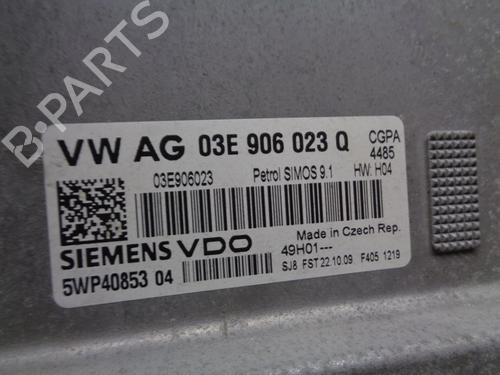 VW AG 03E 906 023 Q CGPA
4485
03E906023 Petrol SIMOS 9.1 HW: H04
SIEMENS VDO Made in Czech Rep.
49H01---
5WP40853 04 SJ8 FST 22.10.09 F405 1219
B-PARTS